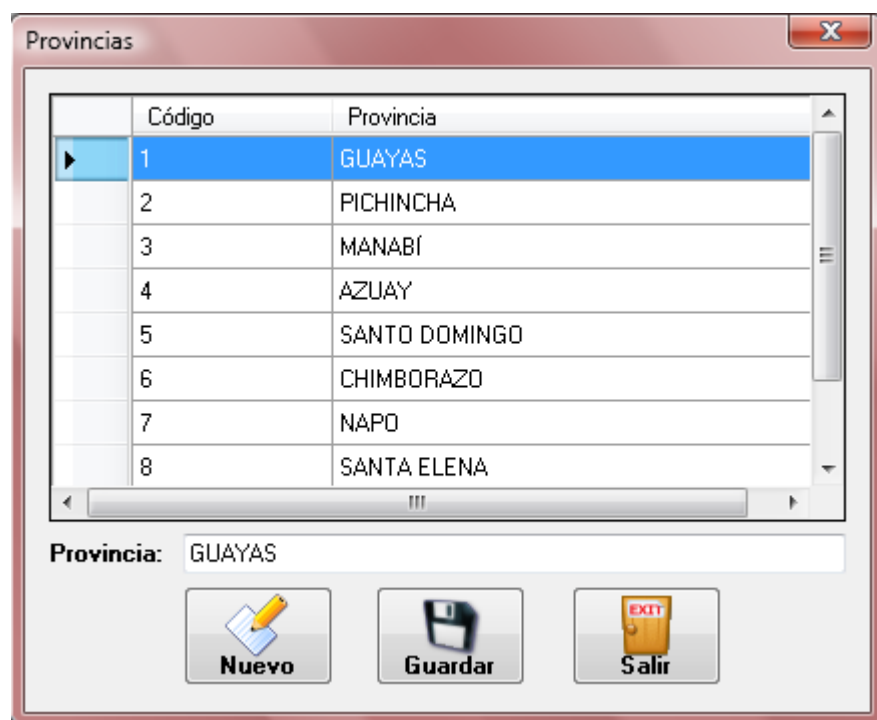 Provincias
Código Provincia
1 GUAYAS
2 PICHINCHA
3 MANABÍ
4 AZUAY
5 SANTO DOMINGO
6 CHIMBORAZO
7 NAPO
8 SANTA ELENA
Provincia: GUAYAS
EXIT
Nuevo Guardar Salir